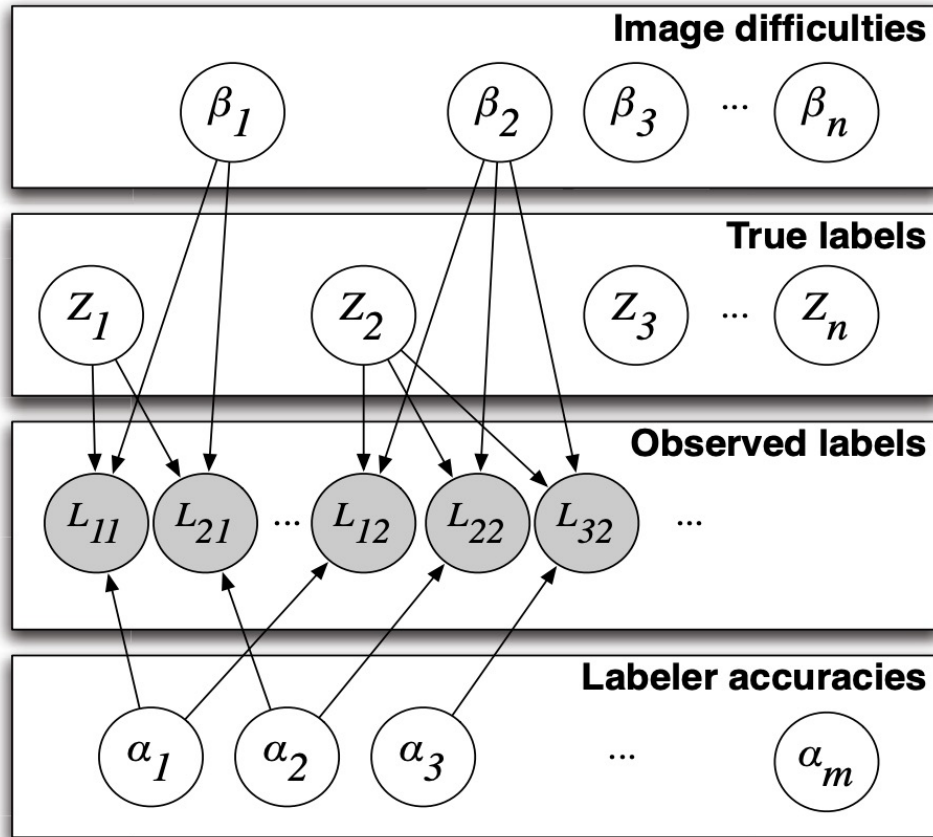 Image difficulties
β1 β2 β3 ... βn
True labels
Z1 Z2 Z3 ... Zn
Observed labels
L11 L21 ... L12 L22 L32 ...
Labeler accuracies
α1 α2 α3 ... αm